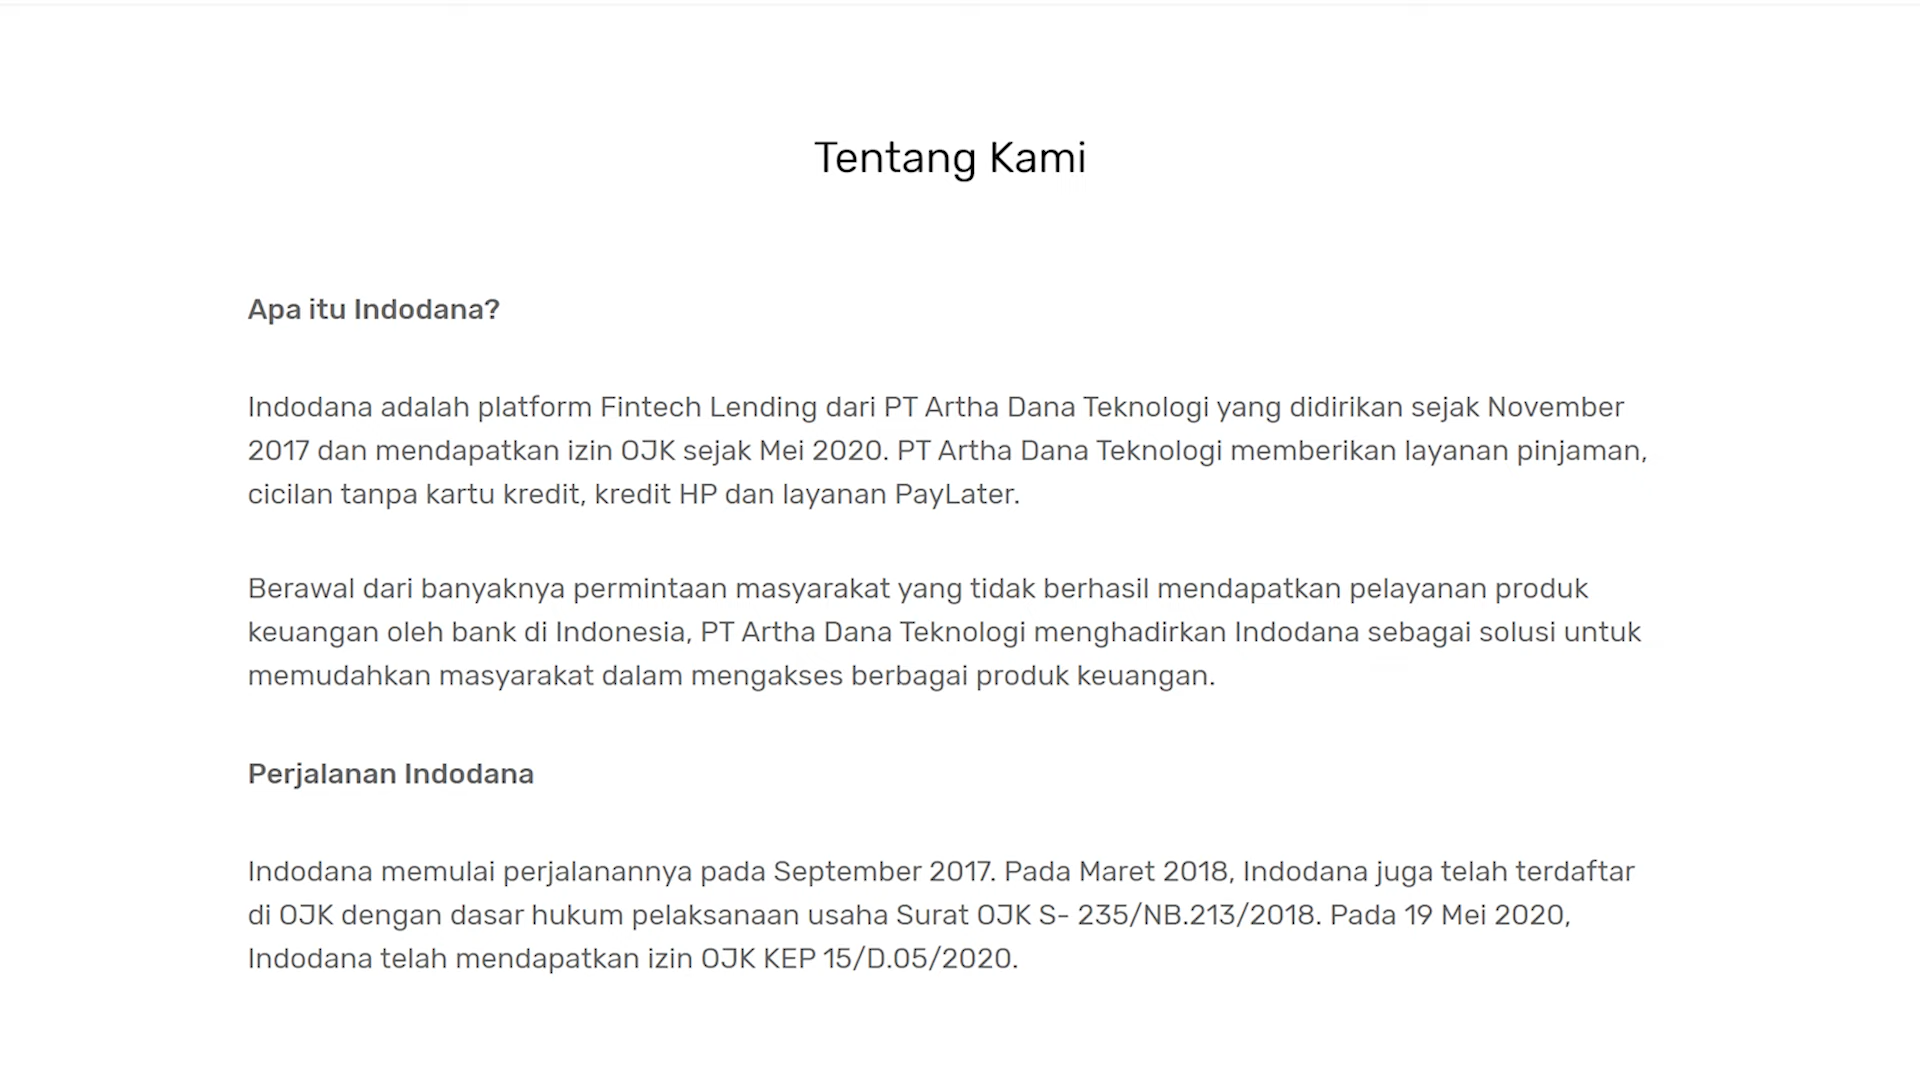 Tentang Kami
Apa itu Indodana?
Indodana adalah platform Fintech Lending dari PT Artha Dana Teknologi yang didirikan sejak November
2017 dan mendapatkan izin OJK sejak Mei 2020. PT Artha Dana Teknologi memberikan layanan pinjaman,
cicilan tanpa kartu kredit, kredit HP dan layanan PayLater.
Berawal dari banyaknya permintaan masyarakat yang tidak berhasil mendapatkan pelayanan produk
keuangan oleh bank di Indonesia, PT Artha Dana Teknologi menghadirkan Indodana sebagai solusi untuk
memudahkan masyarakat dalam mengakses berbagai produk keuangan.
Perjalanan Indodana
Indodana memulai perjalanannya pada September 2017. Pada Maret 2018, Indodana juga telah terdaftar
di OJK dengan dasar hukum pelaksanaan usaha Surat OJK S- 235/NB.213/2018. Pada 19 Mei 2020,
Indodana telah mendapatkan izin OJK KEP 15/D.05/2020.